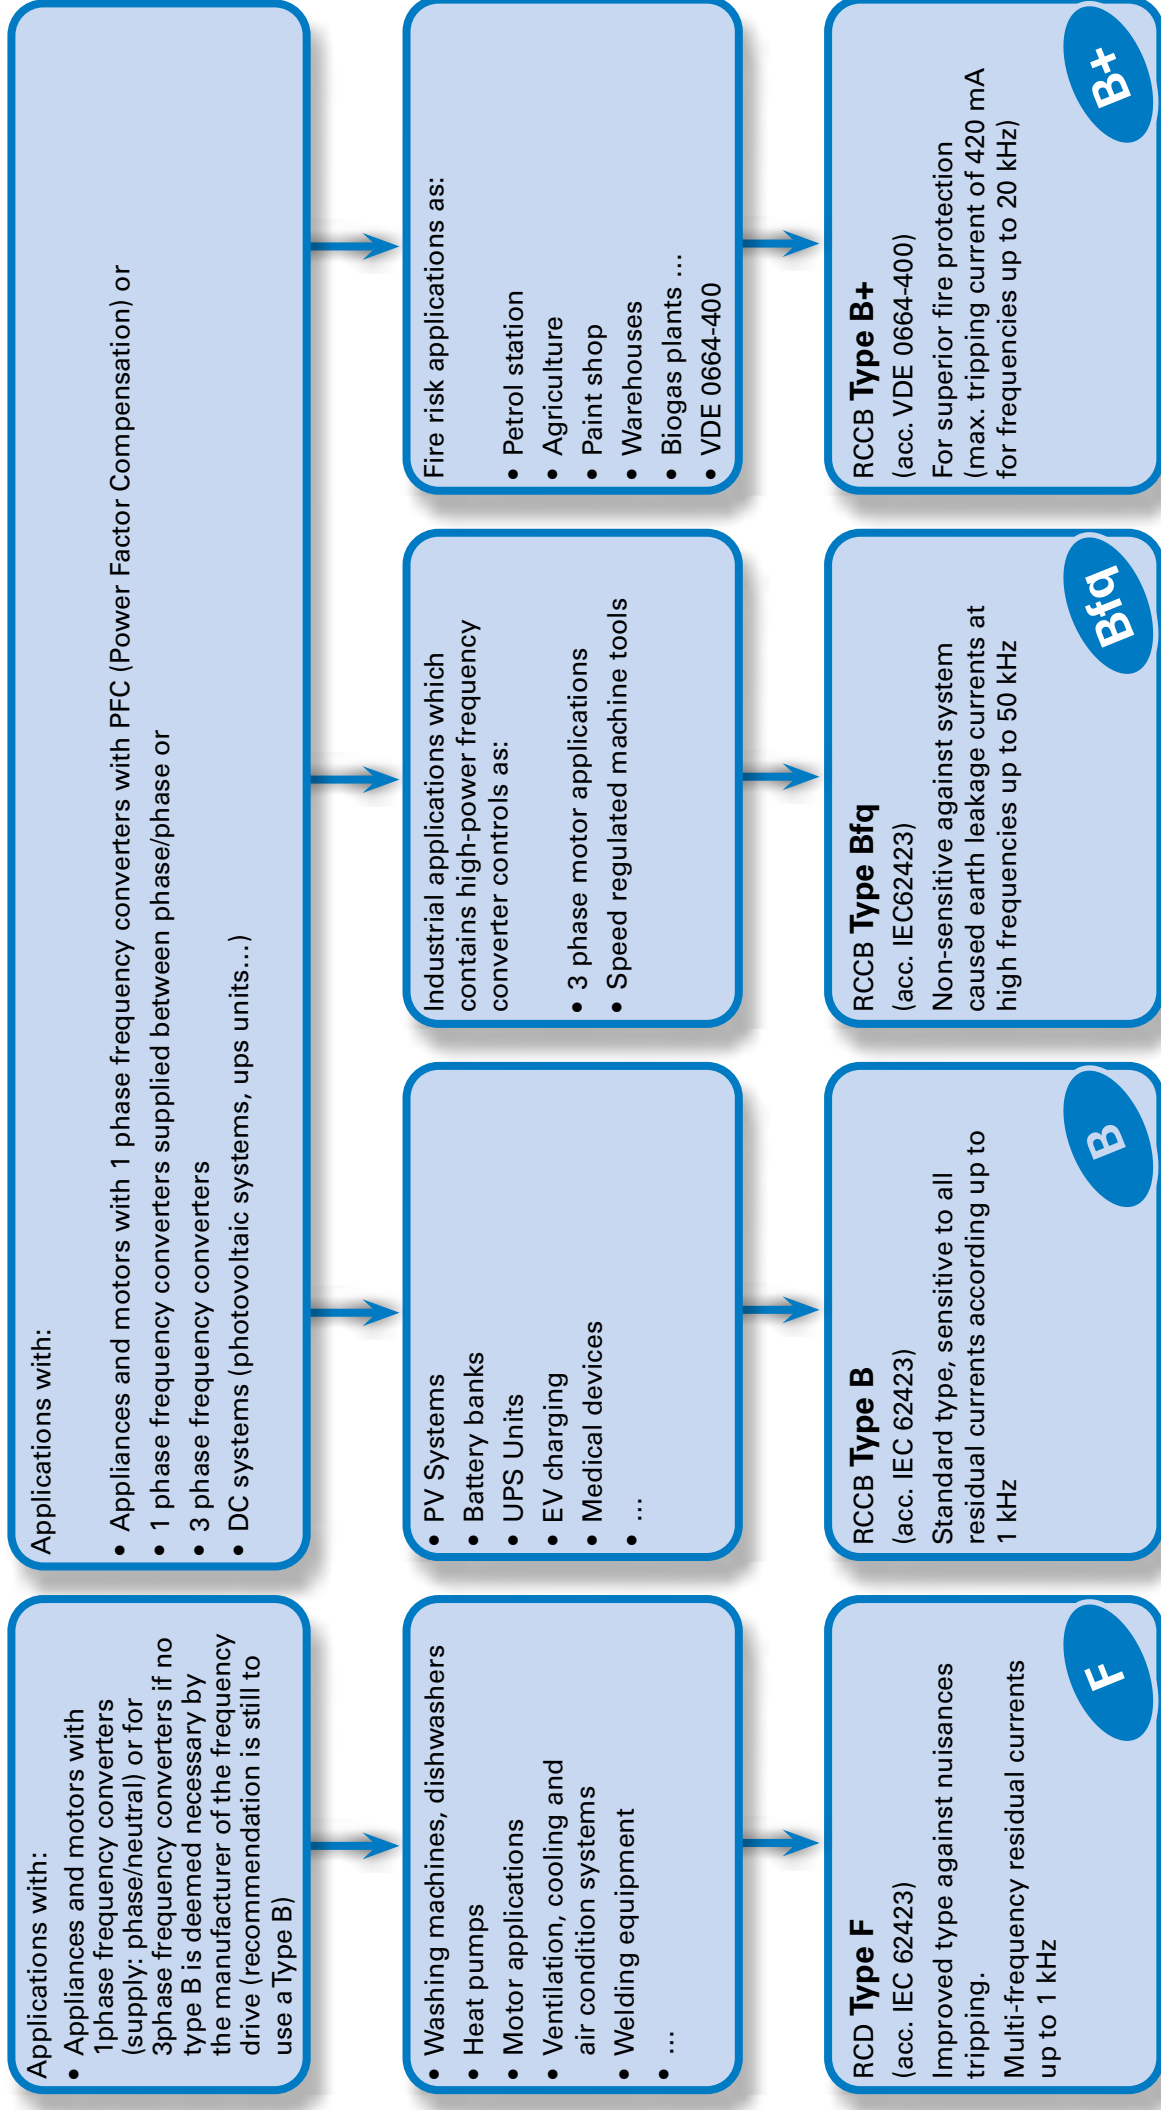 Applications with:
• Appliances and motors with
1phase frequency converters
(supply: phase/neutral) or for
3phase frequency converters if no
type B is deemed necessary by
the manufacturer of the frequency
drive (recommendation is still to
use a Type B)
Applications with:
• Appliances and motors with 1 phase frequency converters with PFC (Power Factor Compensation) or
• 1 phase frequency converters supplied between phase/phase or
• 3 phase frequency converters
• DC systems (photovoltaic systems, ups units…)
• Washing machines, dishwashers
• Heat pumps
• Motor applications
• Ventilation, cooling and
air condition systems
• Welding equipment
• …
• PV Systems
• Battery banks
• UPS Units
• EV charging
• Medical devices
• …
Industrial applications which
contains high-power frequency
converter controls as:
• 3 phase motor applications
• Speed regulated machine tools
Fire risk applications as:
• Petrol station
• Agriculture
• Paint shop
• Warehouses
• Biogas plants …
• VDE 0664-400
RCD Type F
(acc. IEC 62423)
Improved type against nuisances
tripping.
Multi-frequency residual currents
up to 1 kHz
F
RCCB Type B
(acc. IEC 62423)
Standard type, sensitive to all
residual currents according up to
1 kHz
B
RCCB Type Bfq
(acc. IEC62423)
Non-sensitive against system
caused earth leakage currents at
high frequencies up to 50 kHz
Bfq
RCCB Type B+
(acc. VDE 0664-400)
For superior fire protection
(max. tripping current of 420 mA
for frequencies up to 20 kHz)
B+